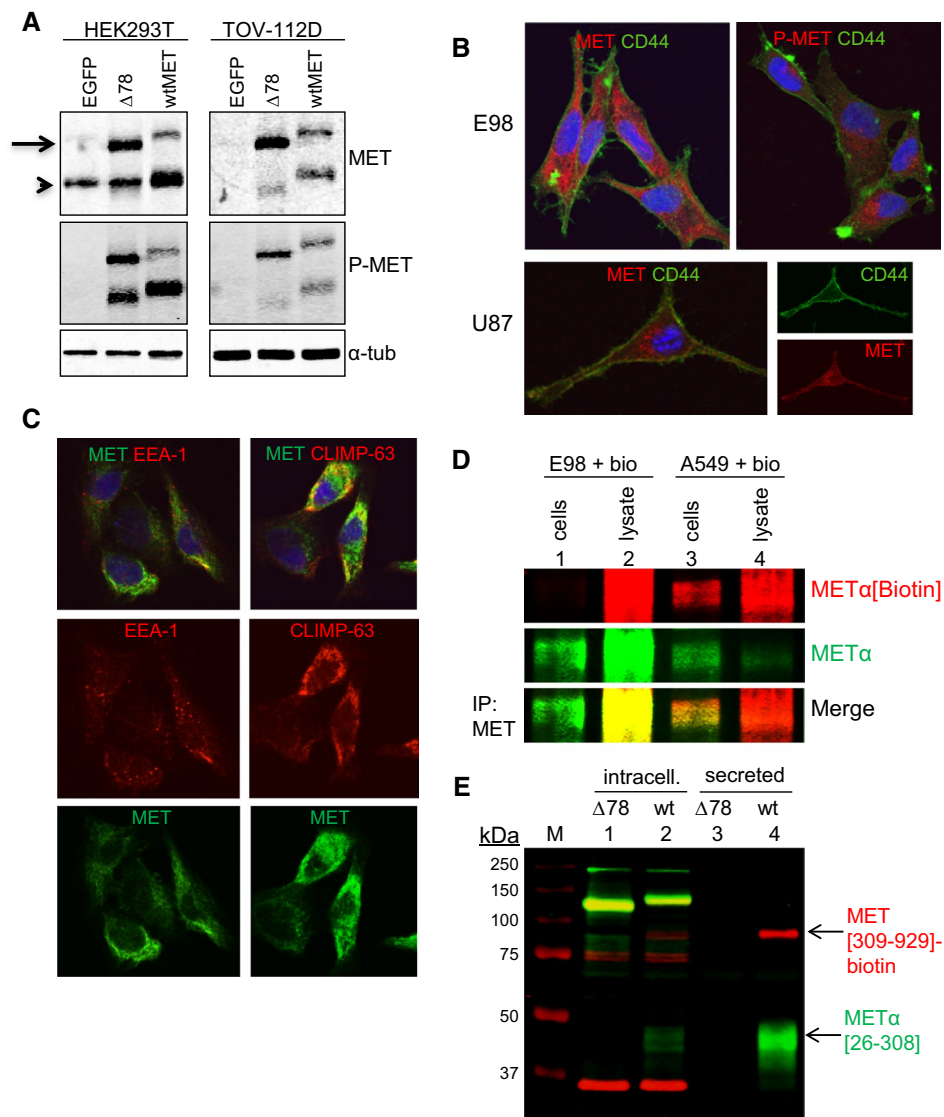 A
HEK293T TOV-112D
EGFP Δ78 wtMET EGFP Δ78 wtMET
MET
P-MET
α-tub
B
MET CD44 P-MET CD44
E98
MET CD44 CD44
U87
MET
C
MET EEA-1 MET CLIMP-63
EEA-1 CLIMP-63
MET MET
D
E98 + bio A549 + bio
cells lysate cells lysate
1 2 3 4
METα[Biotin]
METα
IP:
MET
Merge
E
intracell. secreted
Δ78 wt Δ78 wt
kDa M 1 2 3 4
250
150
100
75
50
37
MET
[309-929]-
biotin
METα
[26-308]